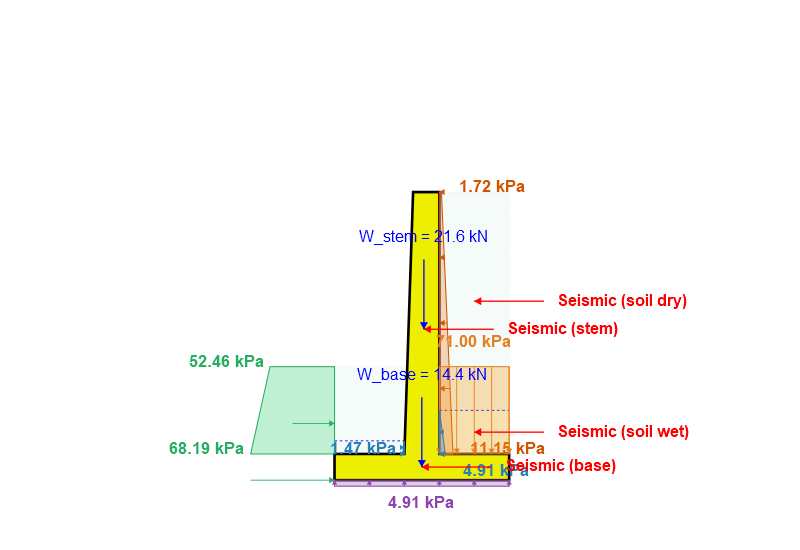 1.72 kPa
W_stem = 21.6 kN
Seismic (soil dry)
Seismic (stem)
71.00 kPa
52.46 kPa
W_base = 14.4 kN
Seismic (soil wet)
68.19 kPa
1.47 kPa
11.15 kPa
Seismic (base)
4.91 kPa
4.91 kPa